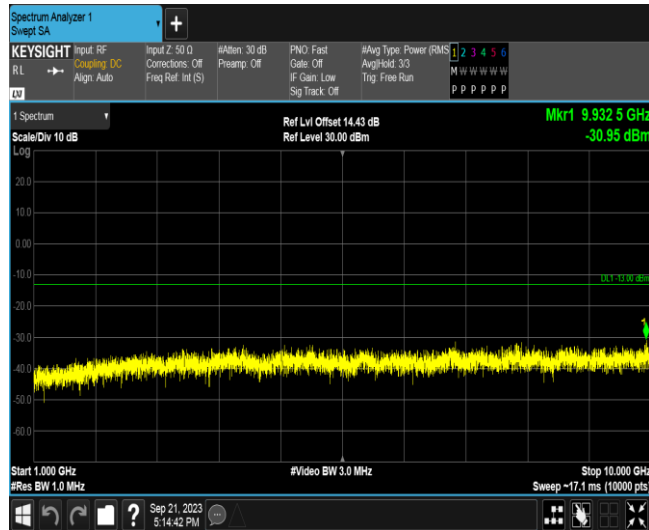 Spectrum Analyzer 1
Swept SA
+
KEYSIGHT
RL
LXI
Input: RF
Coupling: DC
Align: Auto
Input Z: 50 Ω
Corrections: Off
Freq Ref: Int (S)
#Atten: 30 dB
Preamp: Off
PNO: Fast
Gate: Off
IF Gain: Low
Sig Track: Off
#Avg Type: Power (RMS
Avg|Hold: 3/3
Trig: Free Run
1 2 3 4 5 6
M W W W W W
P P P P P P
1 Spectrum
Scale/Div 10 dB
Log
Ref Lvl Offset 14.43 dB
Ref Level 30.00 dBm
Mkr1 9.932 5 GHz
-30.95 dBm
20.0
10.0
0.00
-10.0
DL1 -13.00 dBm
-20.0
-30.0
-40.0
-50.0
-60.0
Start 1.000 GHz
#Res BW 1.0 MHz
#Video BW 3.0 MHz
Stop 10.000 GHz
Sweep ~17.1 ms (10000 pts)
?
Sep 21, 2023
5:14:42 PM